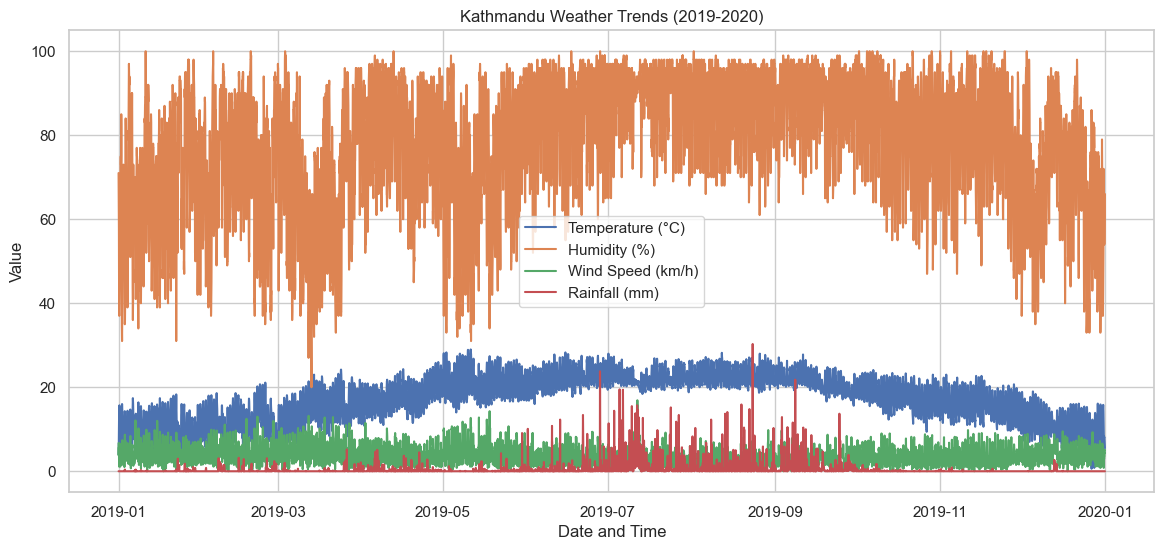 Kathmandu Weather Trends (2019-2020)
100
80
60
40
20
0
Value
Temperature (°C)
Humidity (%)
Wind Speed (km/h)
Rainfall (mm)
2019-01
2019-03
2019-05
2019-07
2019-09
2019-11
2020-01
Date and Time